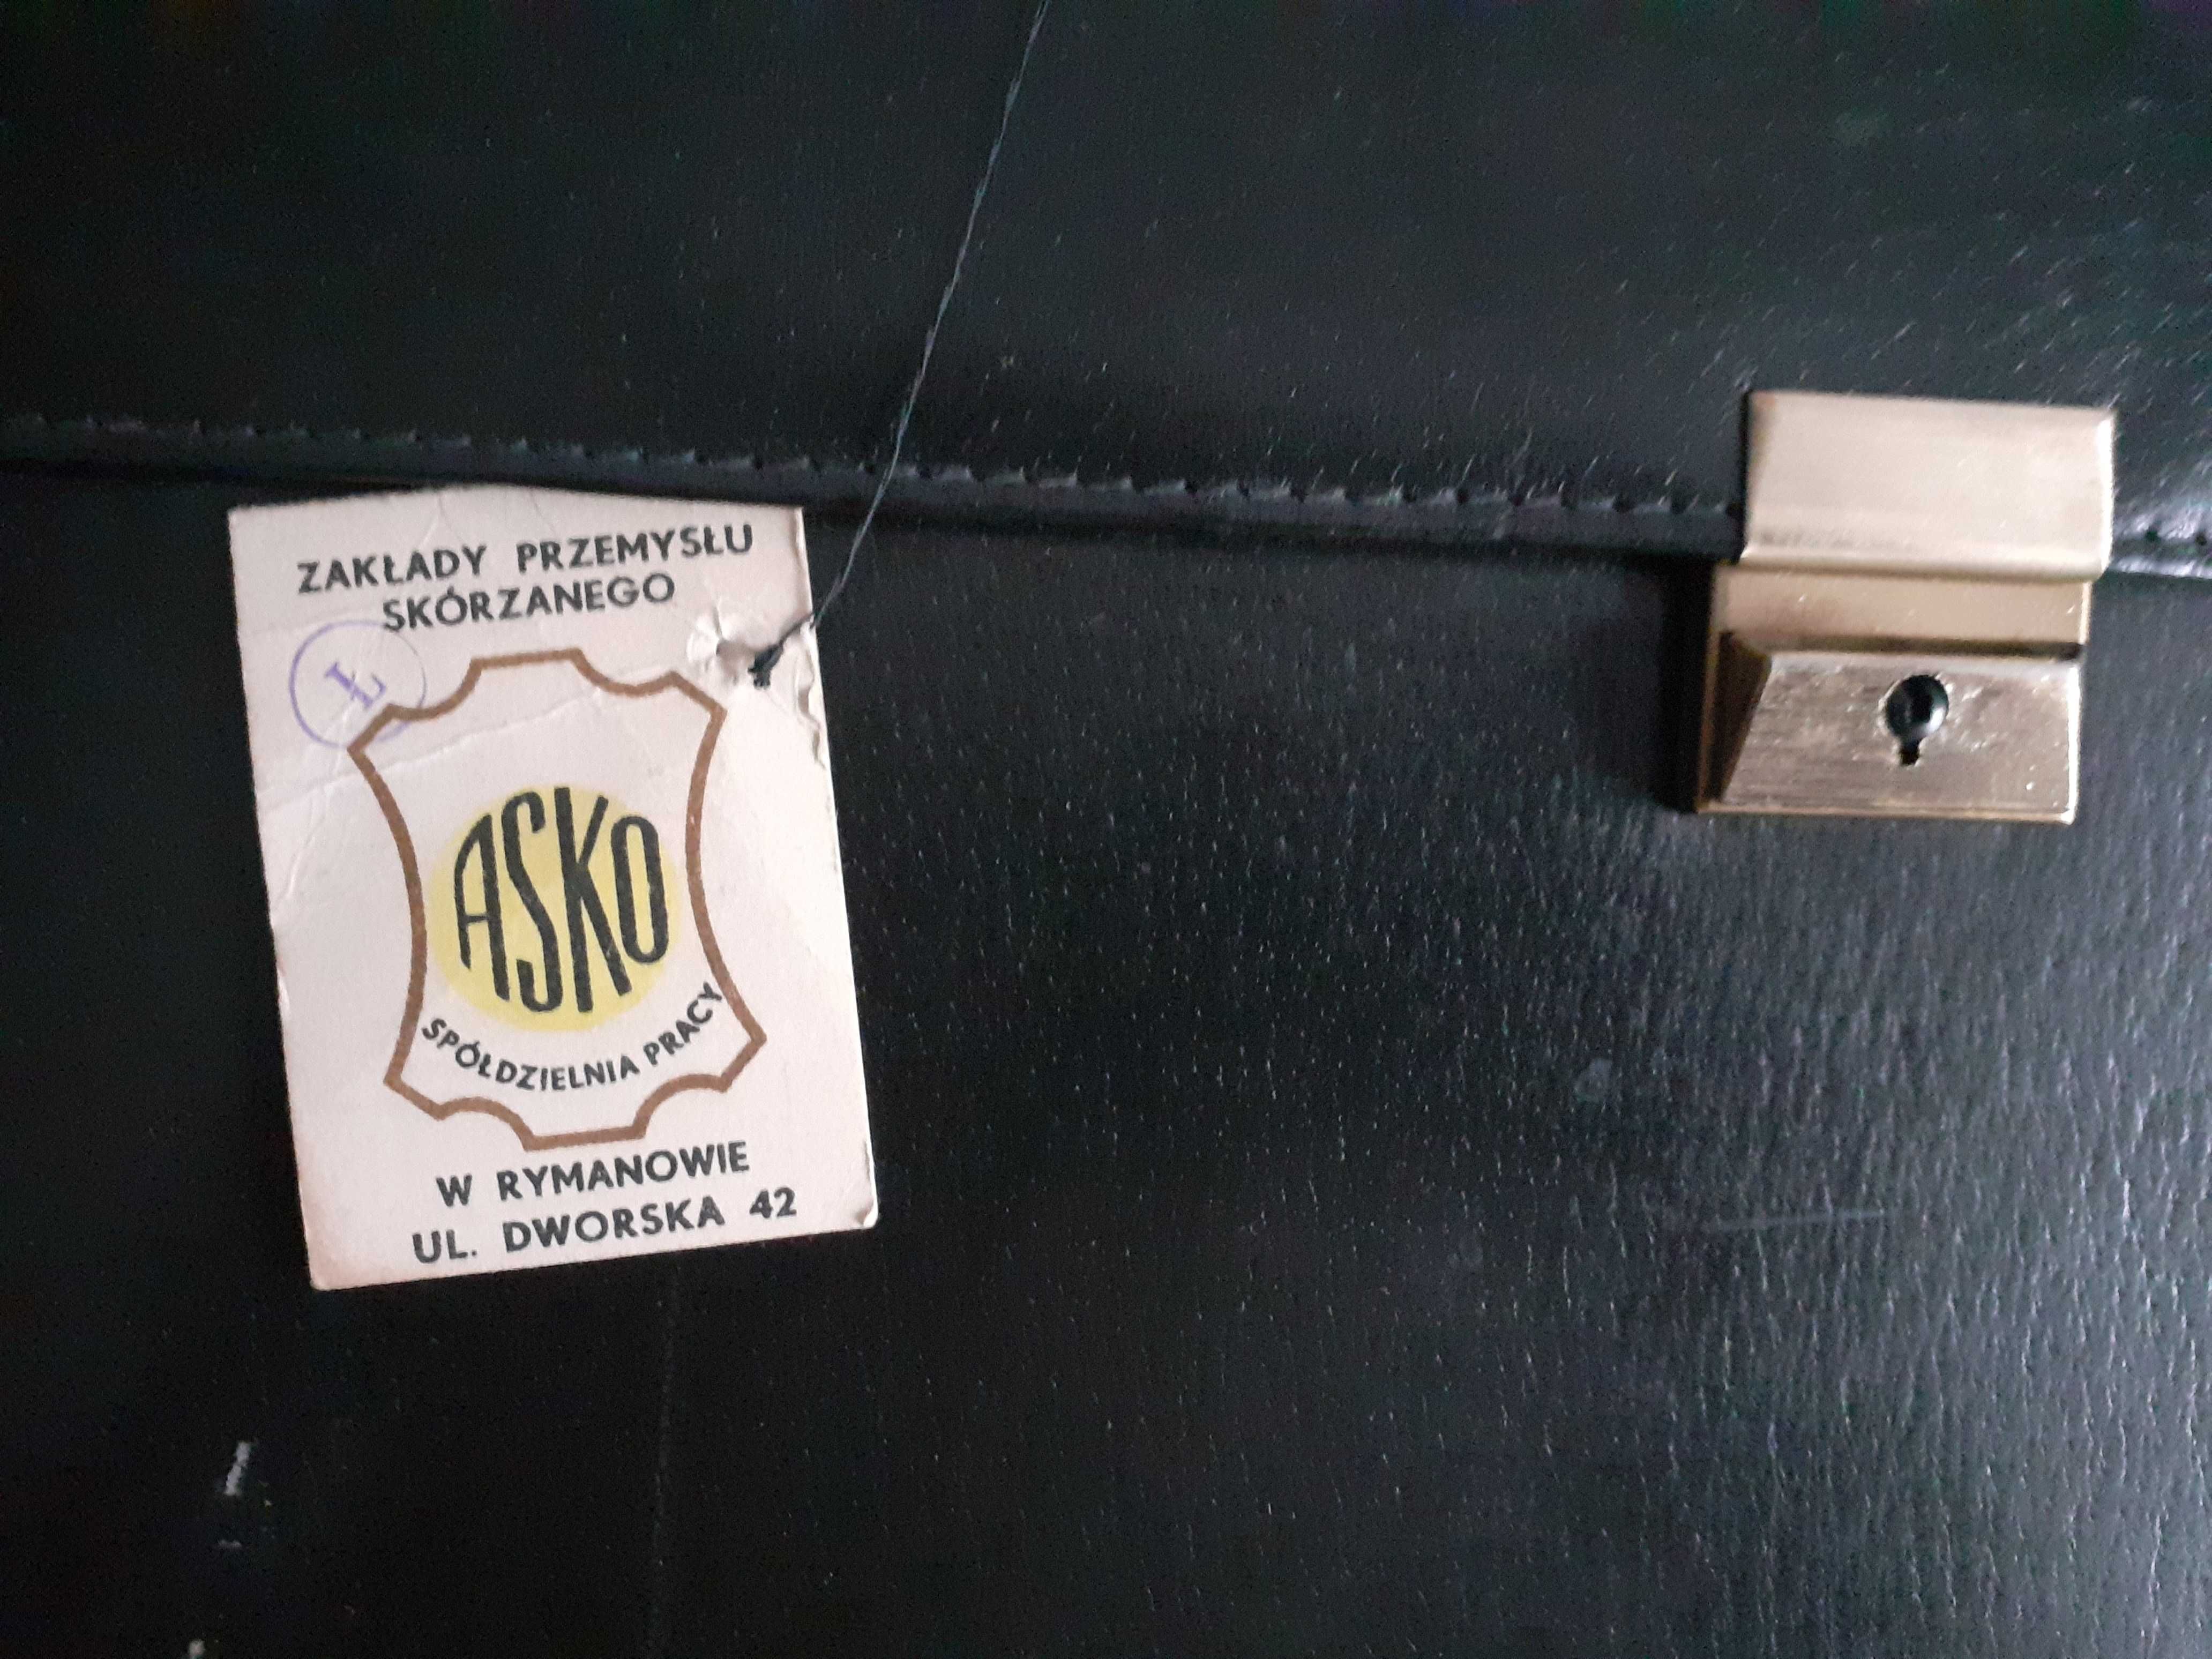 ZAKŁADY PRZEMYSŁU
SKÓRZANEGO
Ł
ASKO
SPÓŁDZIELNIA PRACY
W RYMANOWIE
UL. DWORSKA 42